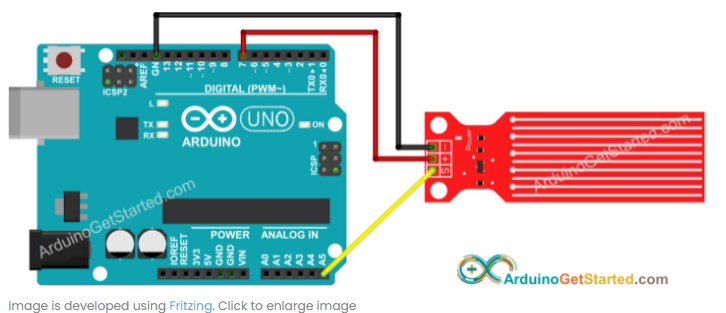 RESET
ICSP2
AREF
GND
13
12
~11
~10
~9
8
7
~6
~5
4
~3
2
TX0▸1
RX0◂0
DIGITAL (PWM~)
L
TX
RX
ARDUINO
UNO
ON
1
ICSP
Power
-
+
S
ArduinoGetStarted.com
ArduinoGetStarted.com
POWER
ANALOG IN
IOREF
RESET
3V3
5V
GND
GND
VIN
A0
A1
A2
A3
A4
A5
ArduinoGetStarted.com
Image is developed using Fritzing. Click to enlarge image